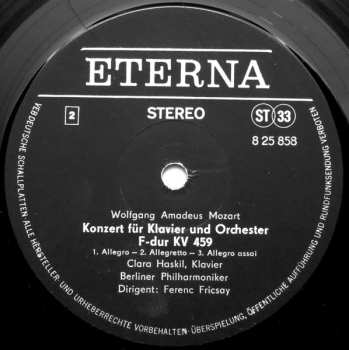 ETERNA
2
STEREO
ST 33
8 25 858
Wolfgang Amadeus Mozart
Konzert für Klavier und Orchester
F-dur KV 459
1. Allegro – 2. Allegretto – 3. Allegro assai
Clara Haskil, Klavier
Berliner Philharmoniker
Dirigent: Ferenc Fricsay
VEB DEUTSCHE SCHALLPLATTEN ALLE HERSTELLER- UND URHEBERRECHTE VORBEHALTEN · ÜBERSPIELUNG, ÖFFENTLICHE AUFFÜHRUNG UND RUNDFUNKSENDUNG VERBOTEN